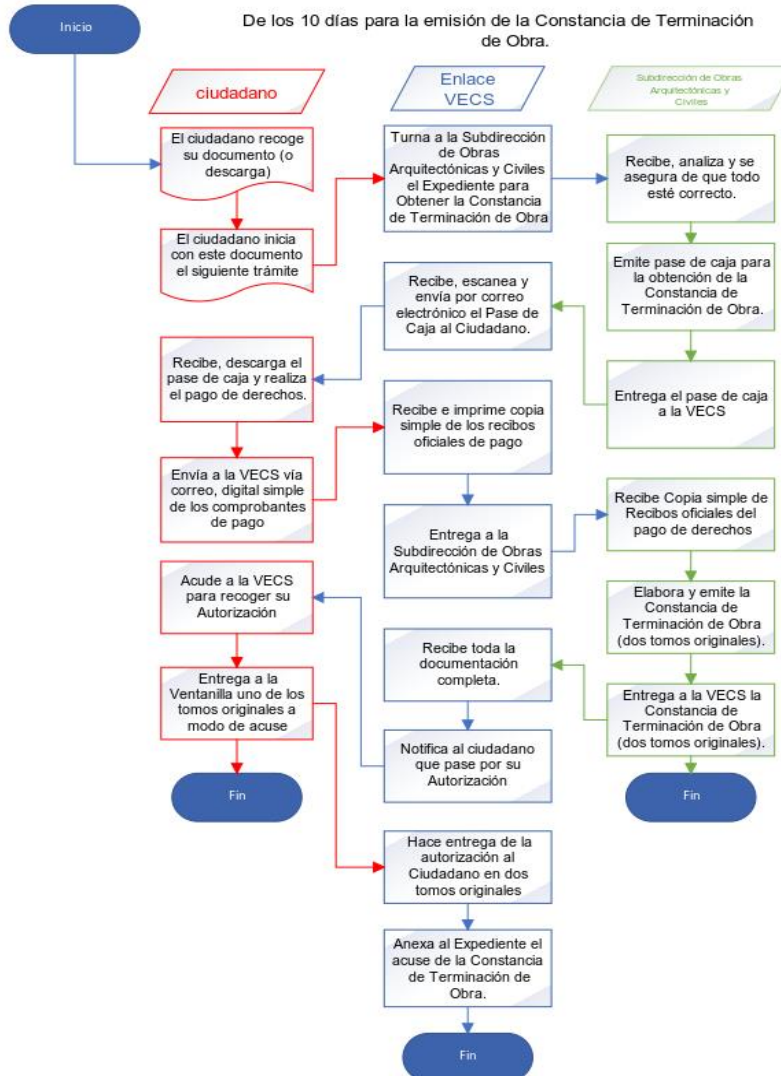 Inicio
De los 10 días para la emisión de la Constancia de Terminación
de Obra.
ciudadano
Enlace
VECS
Subdirección de Obras
Arquitectónicas y
Civiles
El ciudadano recoge
su documento (o
descarga)
Turna a la Subdirección
de Obras
Arquitectónicas y Civiles
el Expediente para
Obtener la Constancia
de Terminación de Obra
Recibe, analiza y se
asegura de que todo
esté correcto.
El ciudadano inicia
con este documento
el siguiente trámite
Recibe, escanea y
envía por correo
electrónico el Pase de
Caja al Ciudadano.
Emite pase de caja para
la obtención de la
Constancia de
Terminación de Obra.
Recibe, descarga el
pase de caja y realiza
el pago de derechos.
Recibe e imprime copia
simple de los recibos
oficiales de pago
Entrega el pase de caja
a la VECS
Envía a la VECS vía
correo, digital simple
de los comprobantes
de pago
Entrega a la
Subdirección de Obras
Arquitectónicas y Civiles
Recibe Copia simple de
Recibos oficiales del
pago de derechos
Acude a la VECS
para recoger su
Autorización
Recibe toda la
documentación
completa.
Elabora y emite la
Constancia de
Terminación de Obra
(dos tomos originales).
Entrega a la
Ventanilla uno de los
tomos originales a
modo de acuse
Notifica al ciudadano
que pase por su
Autorización
Entrega a la VECS la
Constancia de
Terminación de Obra
(dos tomos originales).
Fin
Fin
Hace entrega de la
autorización al
Ciudadano en dos
tomos originales
Anexa al Expediente el
acuse de la Constancia
de Terminación de
Obra.
Fin